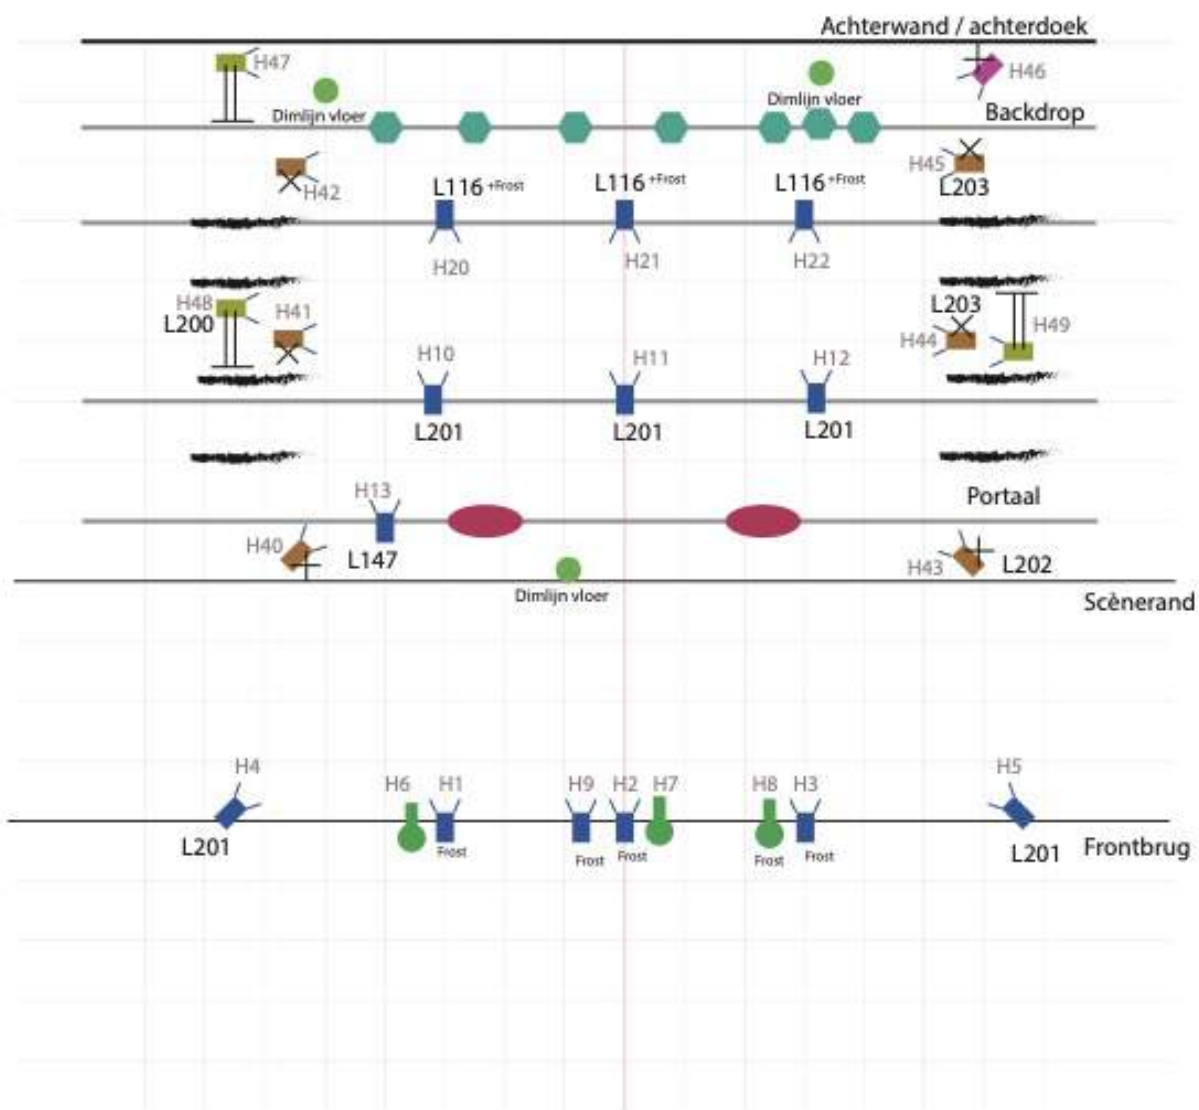 Achterwand / achterdoek
H47
H46
Dimlijn vloer
Dimlijn vloer
Backdrop
H42
L116 +Frost
L116 +Frost
L116 +Frost
H45
L203
H20
H21
H22
H48
L200
H41
L203
H49
H44
H10
H11
H12
L201
L201
L201
H13
Portaal
H40
L147
H43
L202
Dimlijn vloer
Scènerand
H4
H6
H1
H9
H2
H7
H8
H3
H5
L201
Frost
Frost
Frost
Frost
Frost
L201
Frontbrug